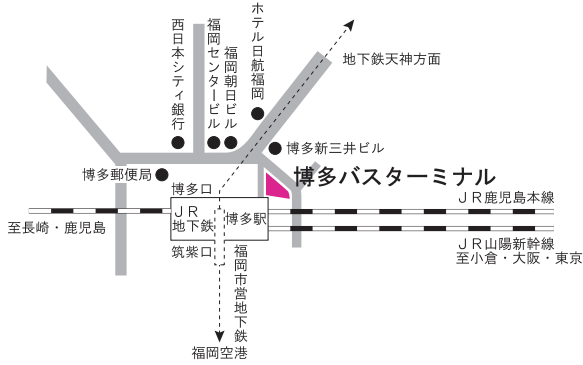 西日本シティ銀行
福岡センタービル
福岡朝日ビル
ホテル日航福岡
地下鉄天神方面
博多新三井ビル
博多郵便局
博多バスターミナル
博多口
JR鹿児島本線
JR
地下鉄
博多駅
至長崎・鹿児島
筑紫口
JR山陽新幹線
至小倉・大阪・東京
福岡市営地下鉄
福岡空港